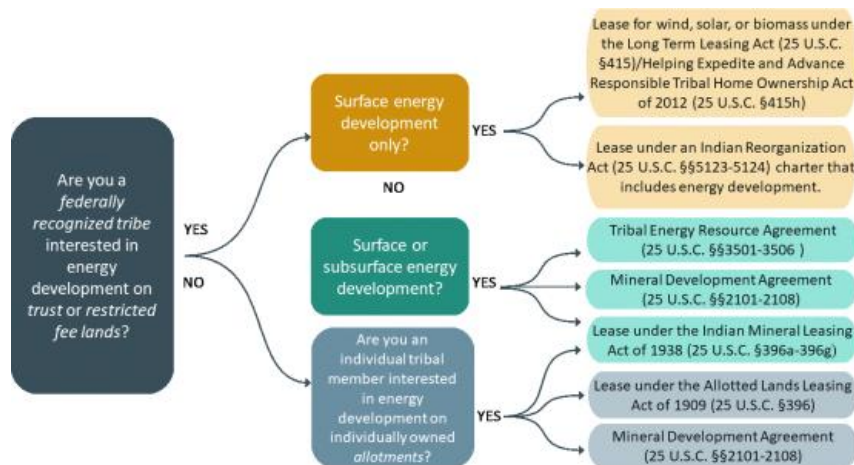 Are you a
federally
recognized tribe
interested in
energy
development on
trust or restricted
fee lands?
YES
NO
Surface energy
development
only?
YES
NO
Lease for wind, solar, or biomass under
the Long Term Leasing Act (25 U.S.C.
§415)/Helping Expedite and Advance
Responsible Tribal Home Ownership Act
of 2012 (25 U.S.C. §415h)
Lease under an Indian Reorganization
Act (25 U.S.C. §§5123-5124) charter that
includes energy development.
Surface or
subsurface energy
development?
YES
Tribal Energy Resource Agreement
(25 U.S.C. §§3501-3506 )
Mineral Development Agreement
(25 U.S.C. §§2101-2108)
Lease under the Indian Mineral Leasing
Act of 1938 (25 U.S.C. §396a-396g)
Are you an
individual tribal
member interested
in energy
development on
individually owned
allotments?
YES
Lease under the Allotted Lands Leasing
Act of 1909 (25 U.S.C. §396)
Mineral Development Agreement
(25 U.S.C. §§2101-2108)